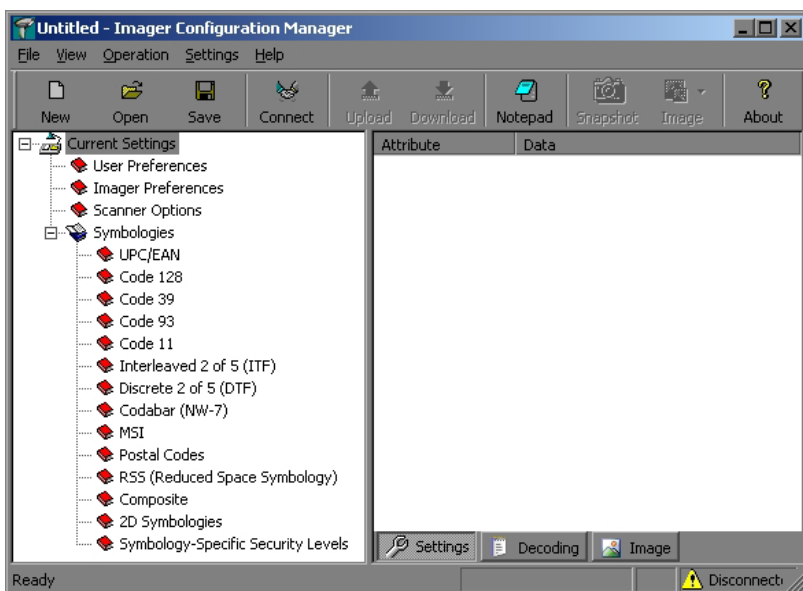 Untitled - Imager Configuration Manager
File View Operation Settings Help
New Open Save Connect Upload Download Notepad Snapshot Image About
Current Settings
User Preferences
Imager Preferences
Scanner Options
Symbologies
UPC/EAN
Code 128
Code 39
Code 93
Code 11
Interleaved 2 of 5 (ITF)
Discrete 2 of 5 (DTF)
Codabar (NW-7)
MSI
Postal Codes
RSS (Reduced Space Symbology)
Composite
2D Symbologies
Symbology-Specific Security Levels
Attribute Data
Settings Decoding Image
Ready Disconnect